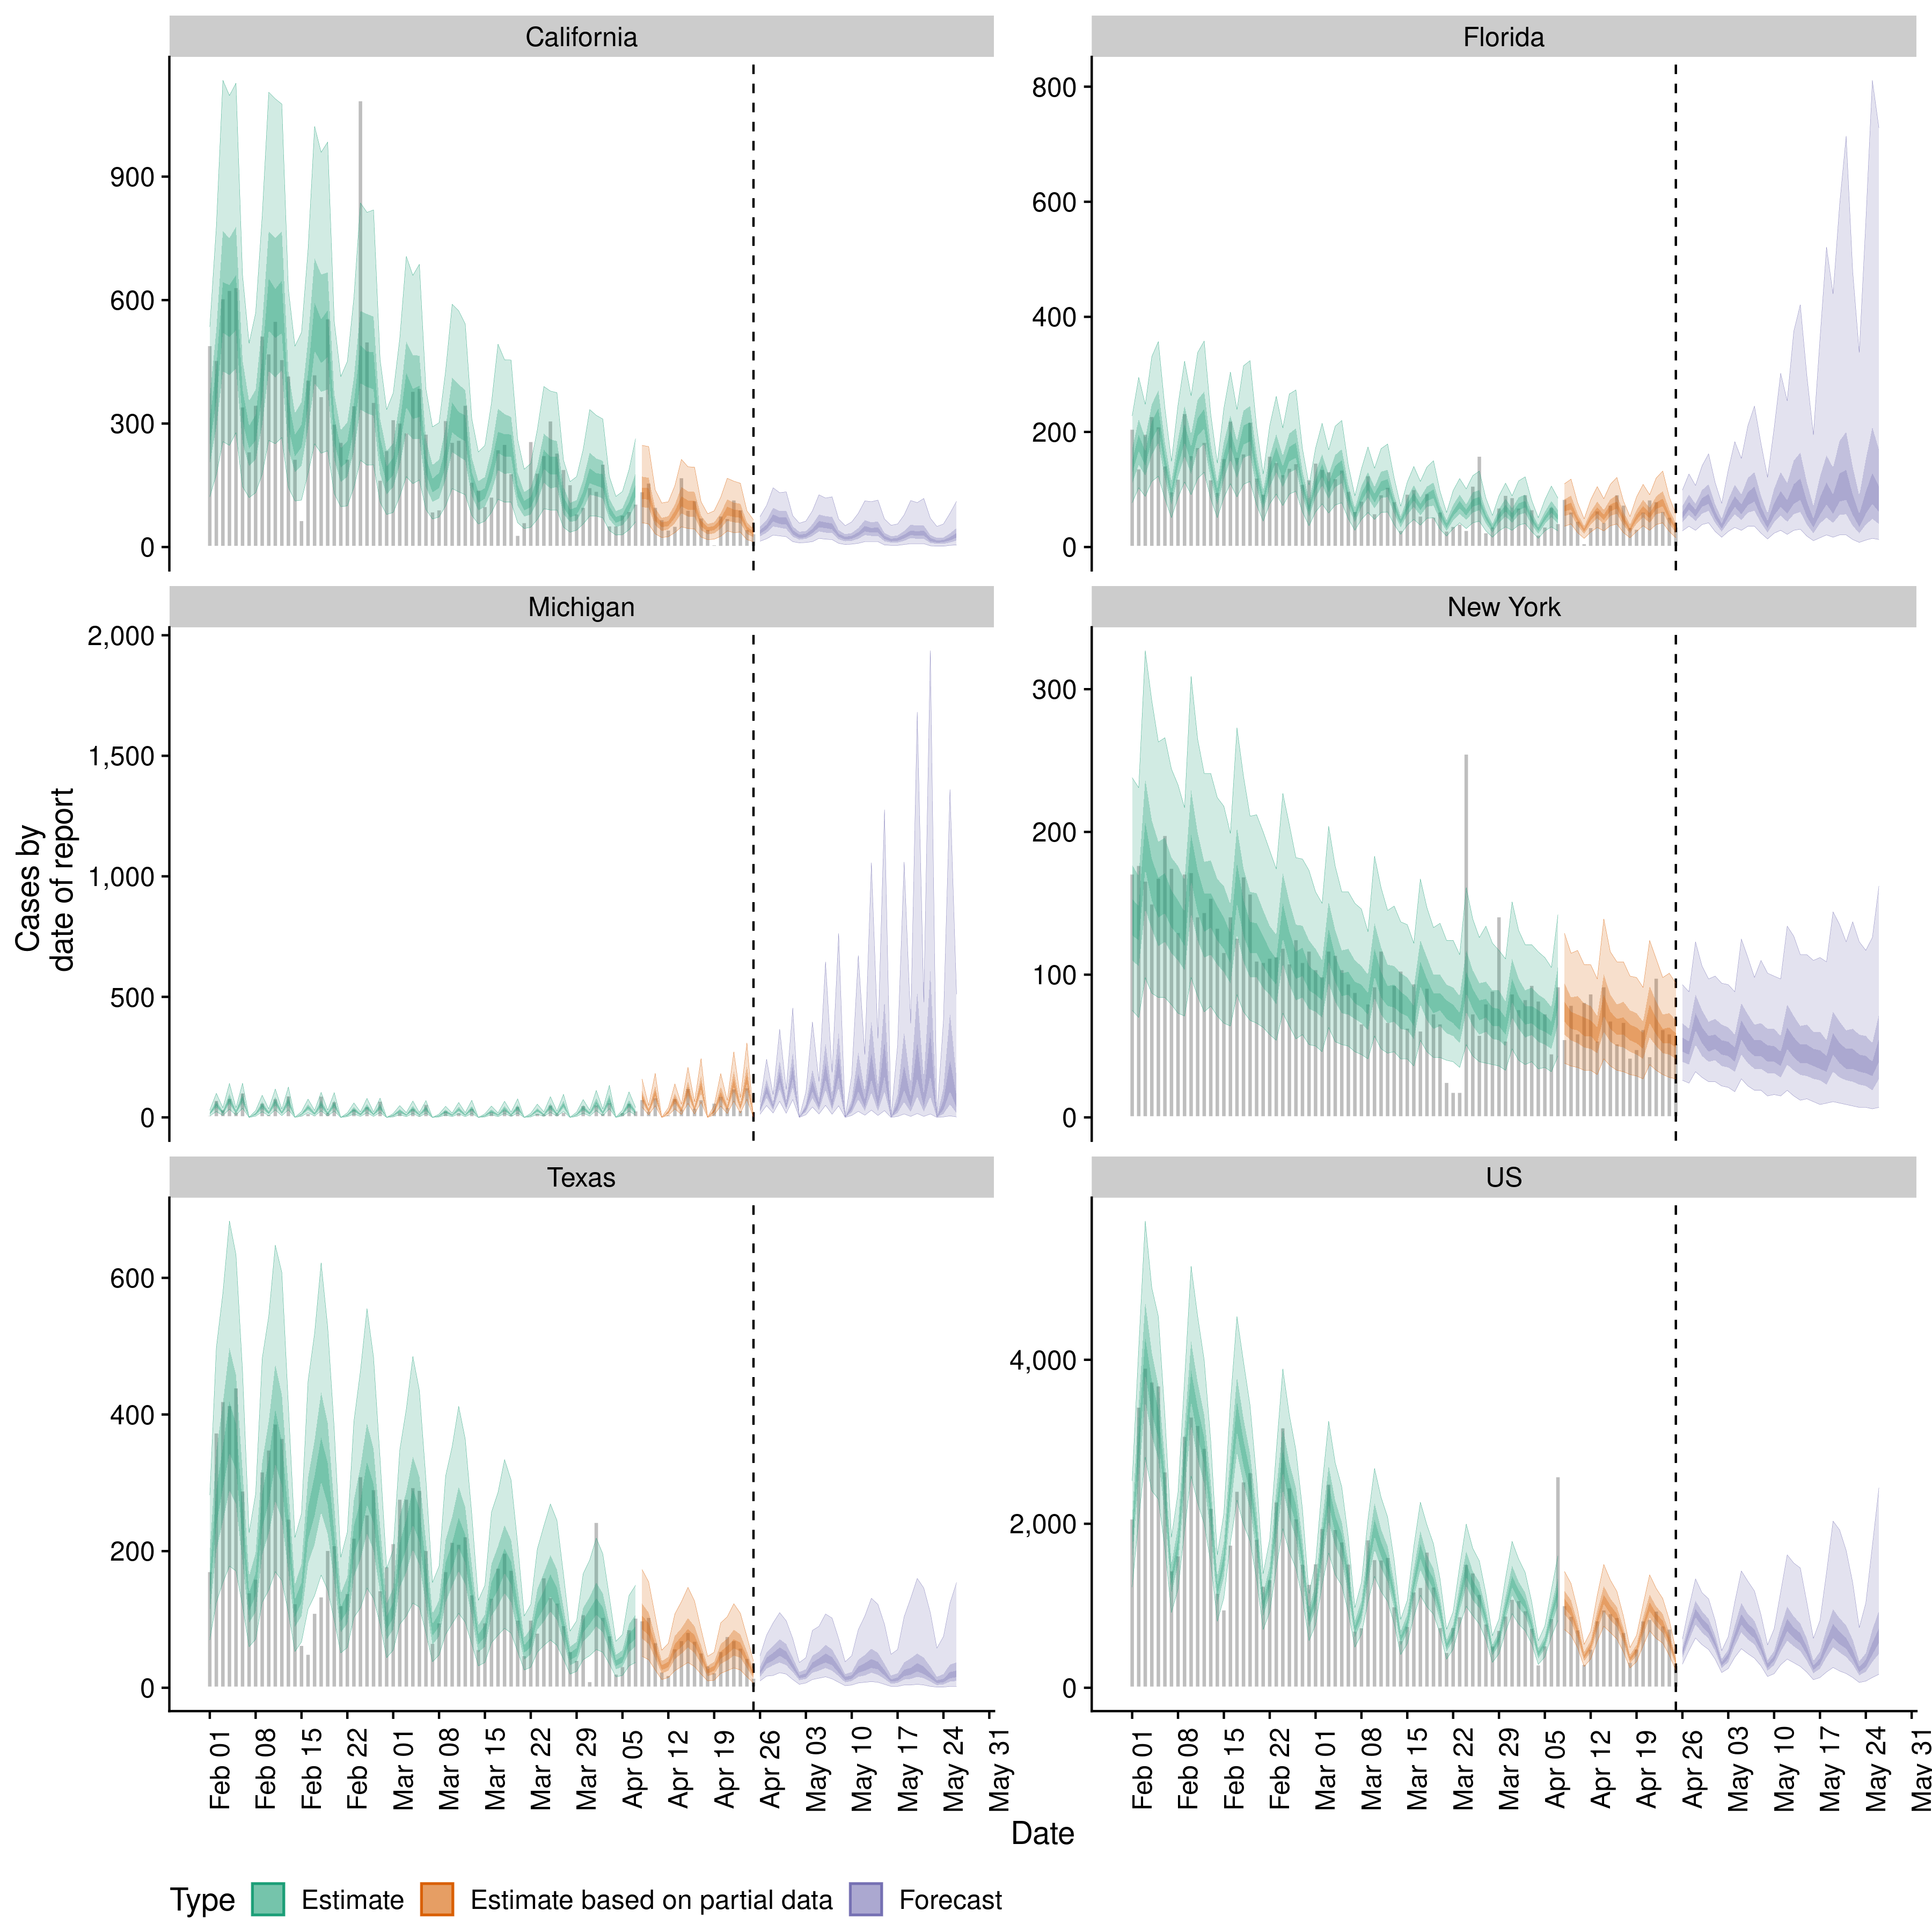 California
Florida
900
600
300
0
800
600
400
200
0
Michigan
New York
2,000
1,500
1,000
500
0
300
200
100
0
Cases by
date of report
Texas
US
600
400
200
0
4,000
2,000
0
Feb 01
Feb 08
Feb 15
Feb 22
Mar 01
Mar 08
Mar 15
Mar 22
Mar 29
Apr 05
Apr 12
Apr 19
Apr 26
May 03
May 10
May 17
May 24
May 31
Feb 01
Feb 08
Feb 15
Feb 22
Mar 01
Mar 08
Mar 15
Mar 22
Mar 29
Apr 05
Apr 12
Apr 19
Apr 26
May 03
May 10
May 17
May 24
May 31
Date
Type Estimate Estimate based on partial data Forecast